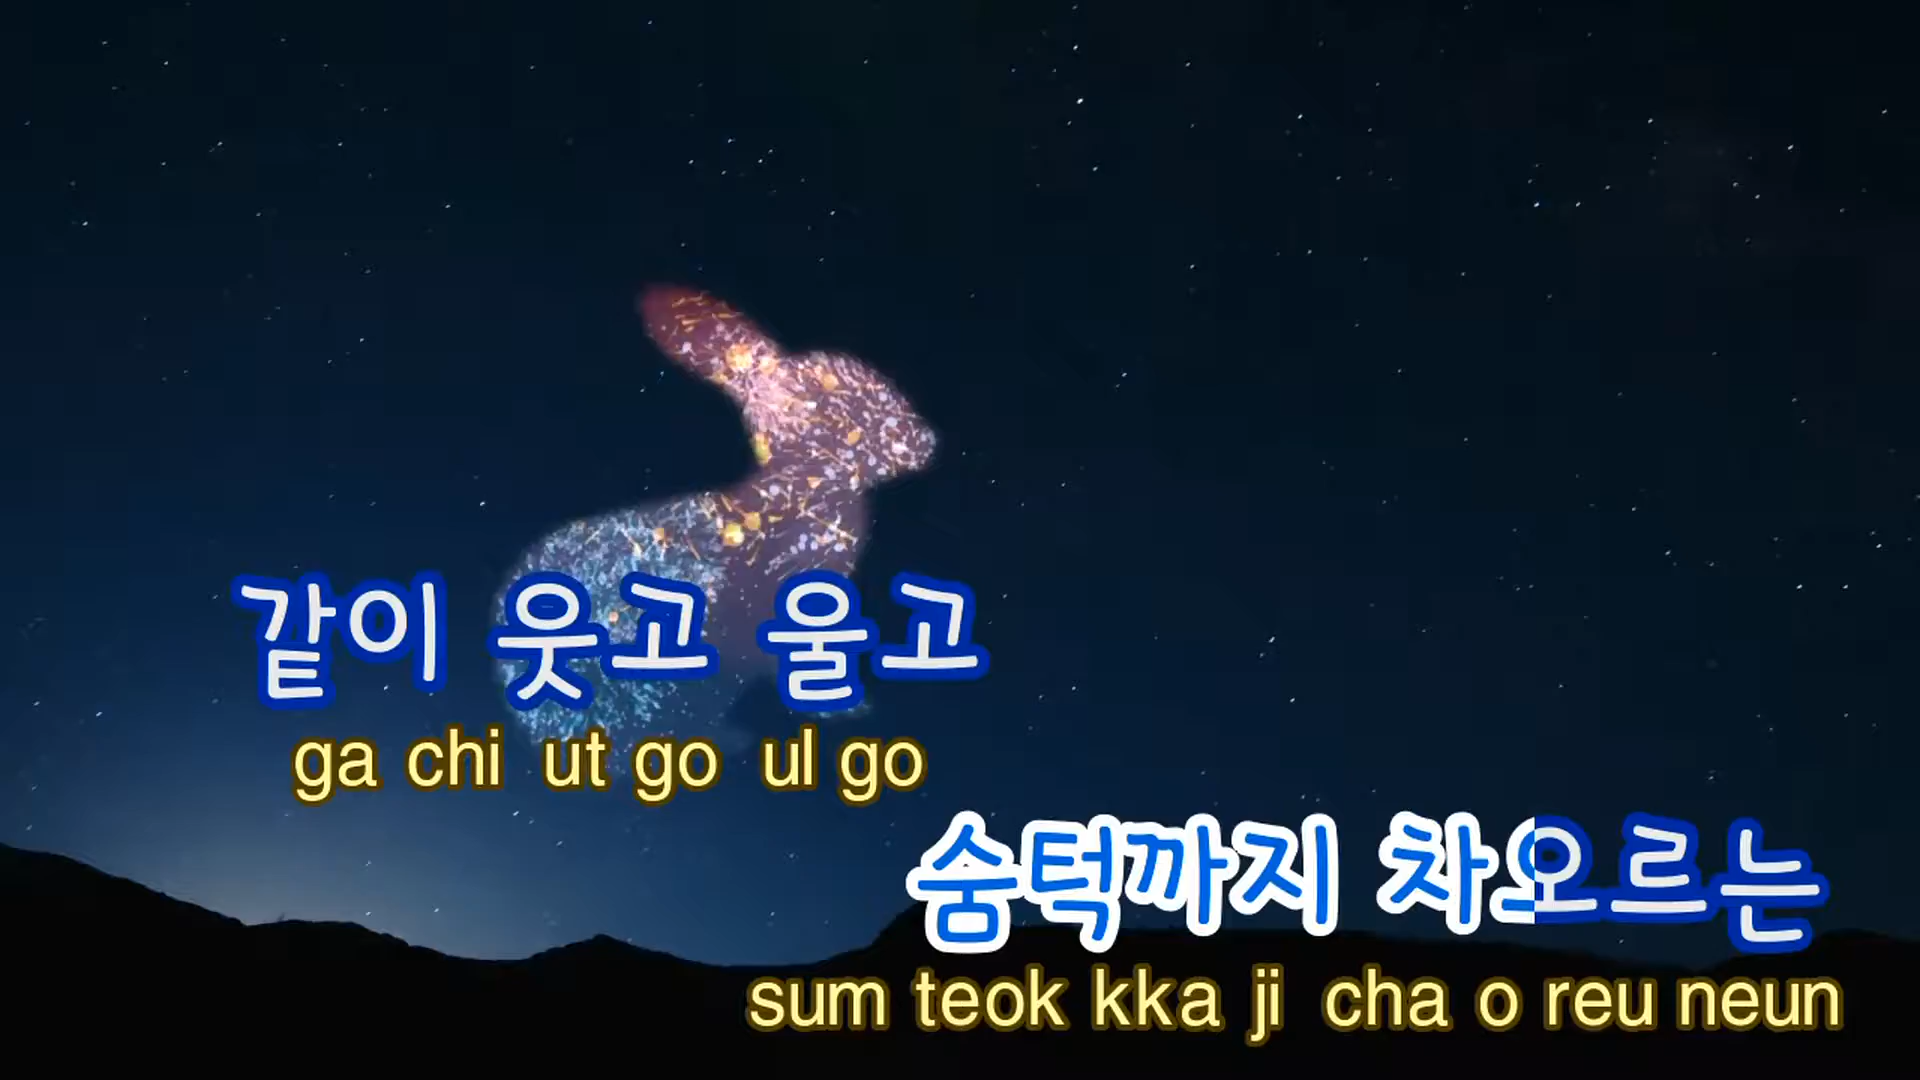 같이 웃고 울고
ga chi ut go ul go
숨턱까지 차오르는
sum teok kka ji cha o reu neun